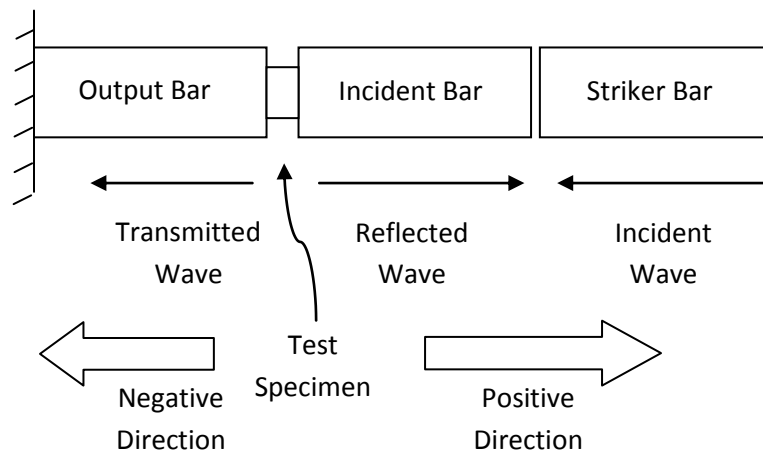 Output Bar
Incident Bar
Striker Bar
Transmitted
Wave
Reflected
Wave
Incident
Wave
Test
Specimen
Negative
Direction
Positive
Direction